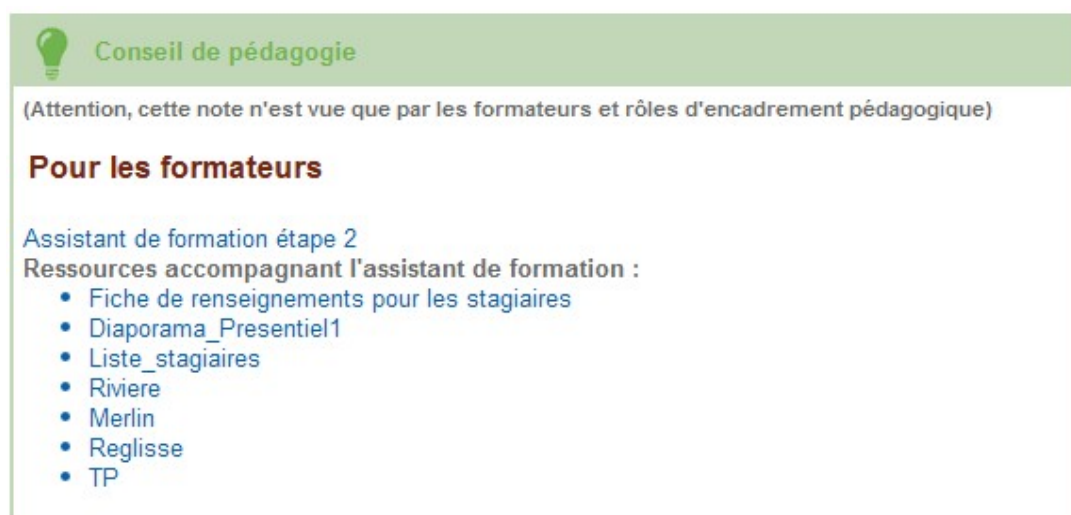 Conseil de pédagogie
(Attention, cette note n'est vue que par les formateurs et rôles d'encadrement pédagogique)
Pour les formateurs
Assistant de formation étape 2
Ressources accompagnant l'assistant de formation :
• Fiche de renseignements pour les stagiaires
• Diaporama_Presentiel1
• Liste_stagiaires
• Riviere
• Merlin
• Reglisse
• TP